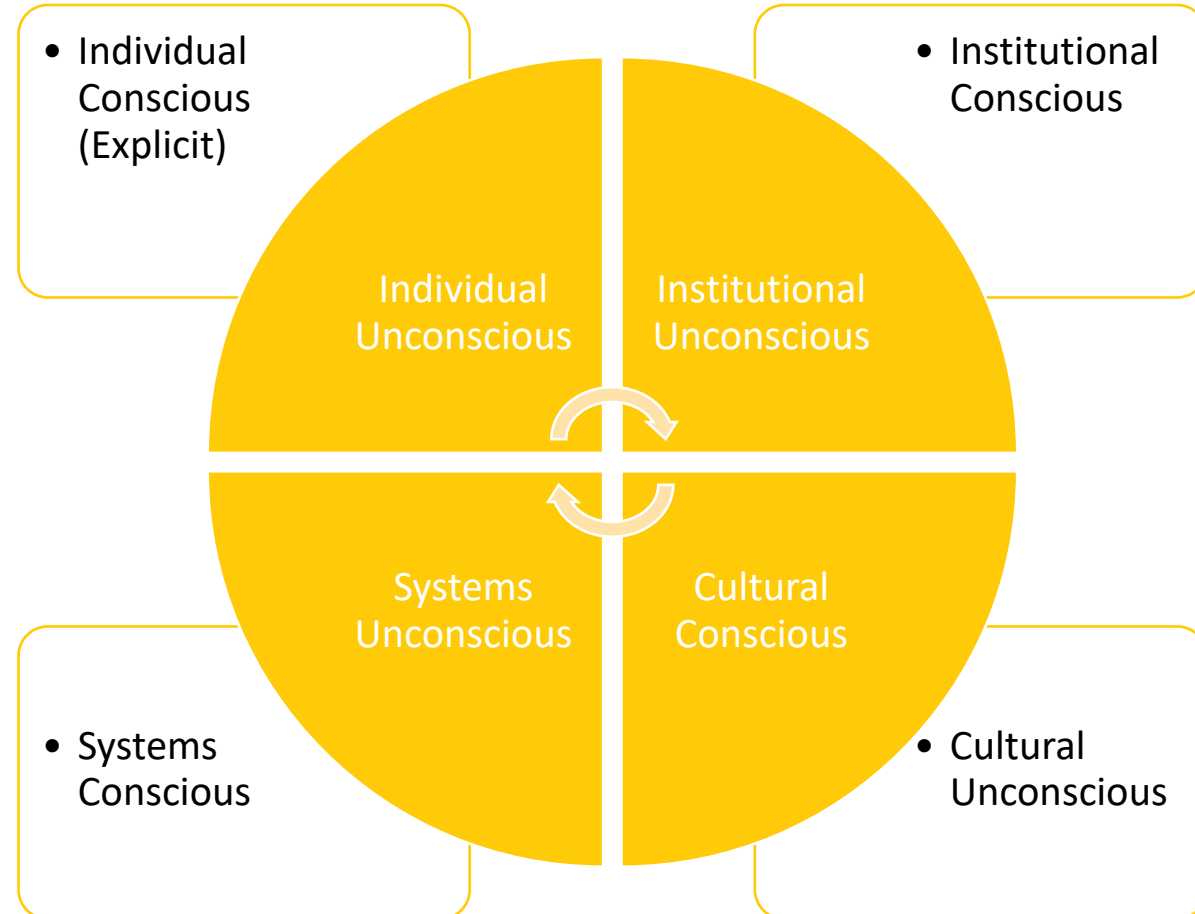 • Individual
Conscious
(Explicit)
• Institutional
Conscious
Individual
Unconscious
Institutional
Unconscious
Systems
Unconscious
Cultural
Conscious
• Systems
Conscious
• Cultural
Unconscious